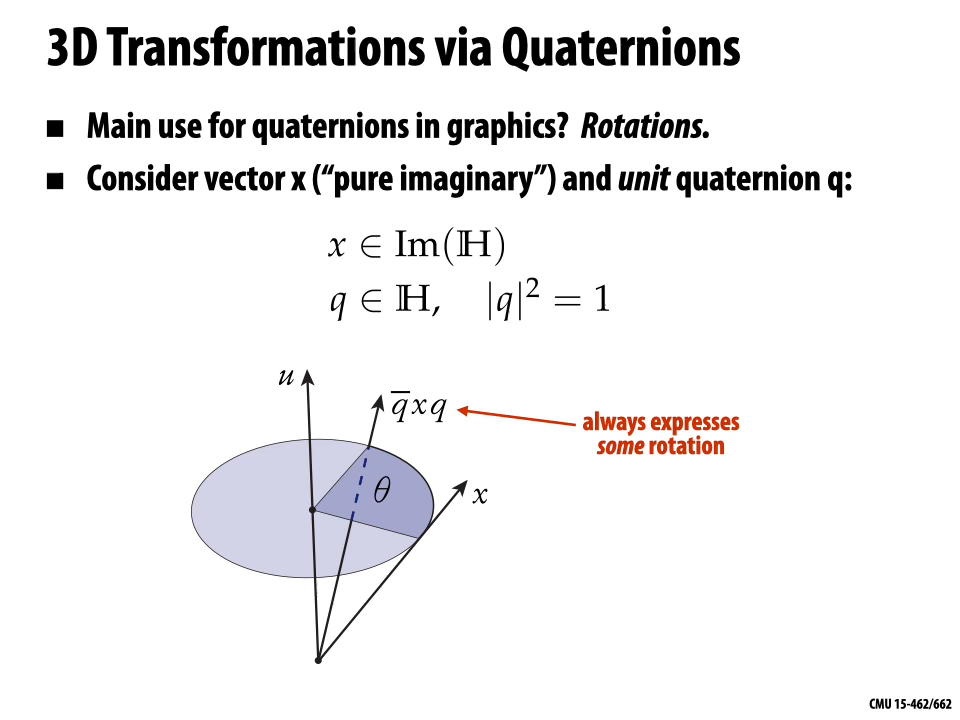 3D Transformations via Quaternions
■ Main use for quaternions in graphics? Rotations.
■ Consider vector x (“pure imaginary”) and unit quaternion q:
x ∈ Im(ℍ)
q ∈ ℍ, |q|² = 1
u
q̅xq
always expresses
some rotation
θ
x
CMU 15-462/662